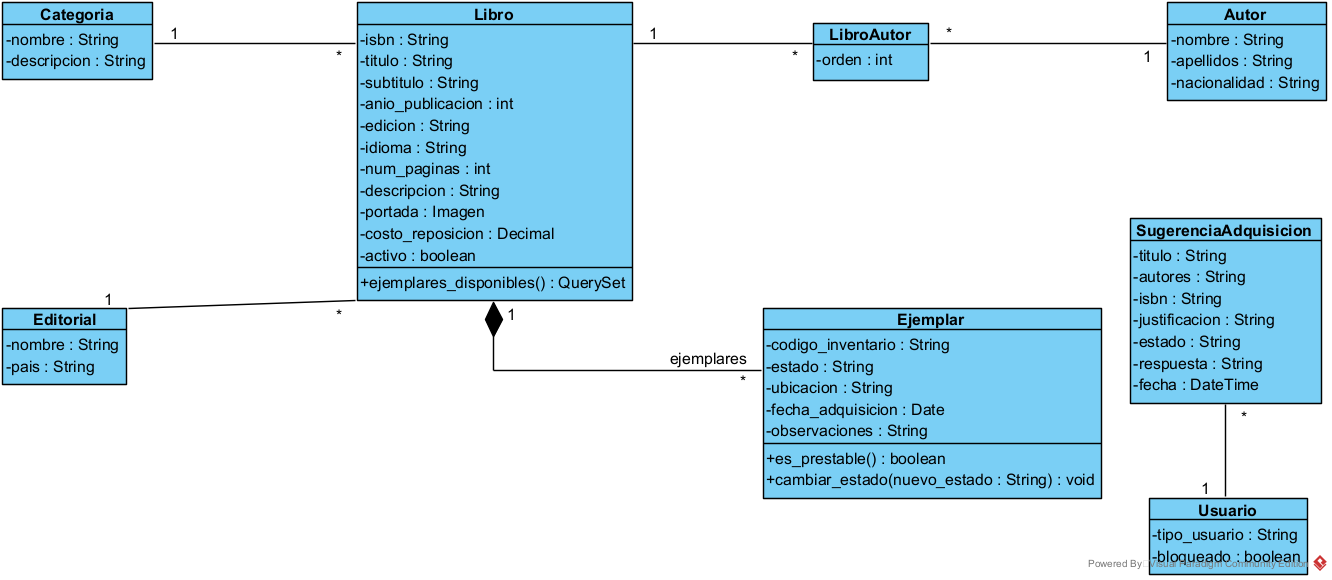 Categoria
-nombre : String
-descripcion : String
1
*
Libro
-isbn : String
-titulo : String
-subtitulo : String
-anio_publicacion : int
-edicion : String
-idioma : String
-num_paginas : int
-descripcion : String
-portada : Imagen
-costo_reposicion : Decimal
-activo : boolean
+ejemplares_disponibles() : QuerySet
1
*
LibroAutor
-orden : int
*
1
Autor
-nombre : String
-apellidos : String
-nacionalidad : String
1
*
Editorial
-nombre : String
-pais : String
1
ejemplares
*
Ejemplar
-codigo_inventario : String
-estado : String
-ubicacion : String
-fecha_adquisicion : Date
-observaciones : String
+es_prestable() : boolean
+cambiar_estado(nuevo_estado : String) : void
SugerenciaAdquisicion
-titulo : String
-autores : String
-isbn : String
-justificacion : String
-estado : String
-respuesta : String
-fecha : DateTime
*
1
Usuario
-tipo_usuario : String
-bloqueado : boolean
Powered By Visual Paradigm Community Edition